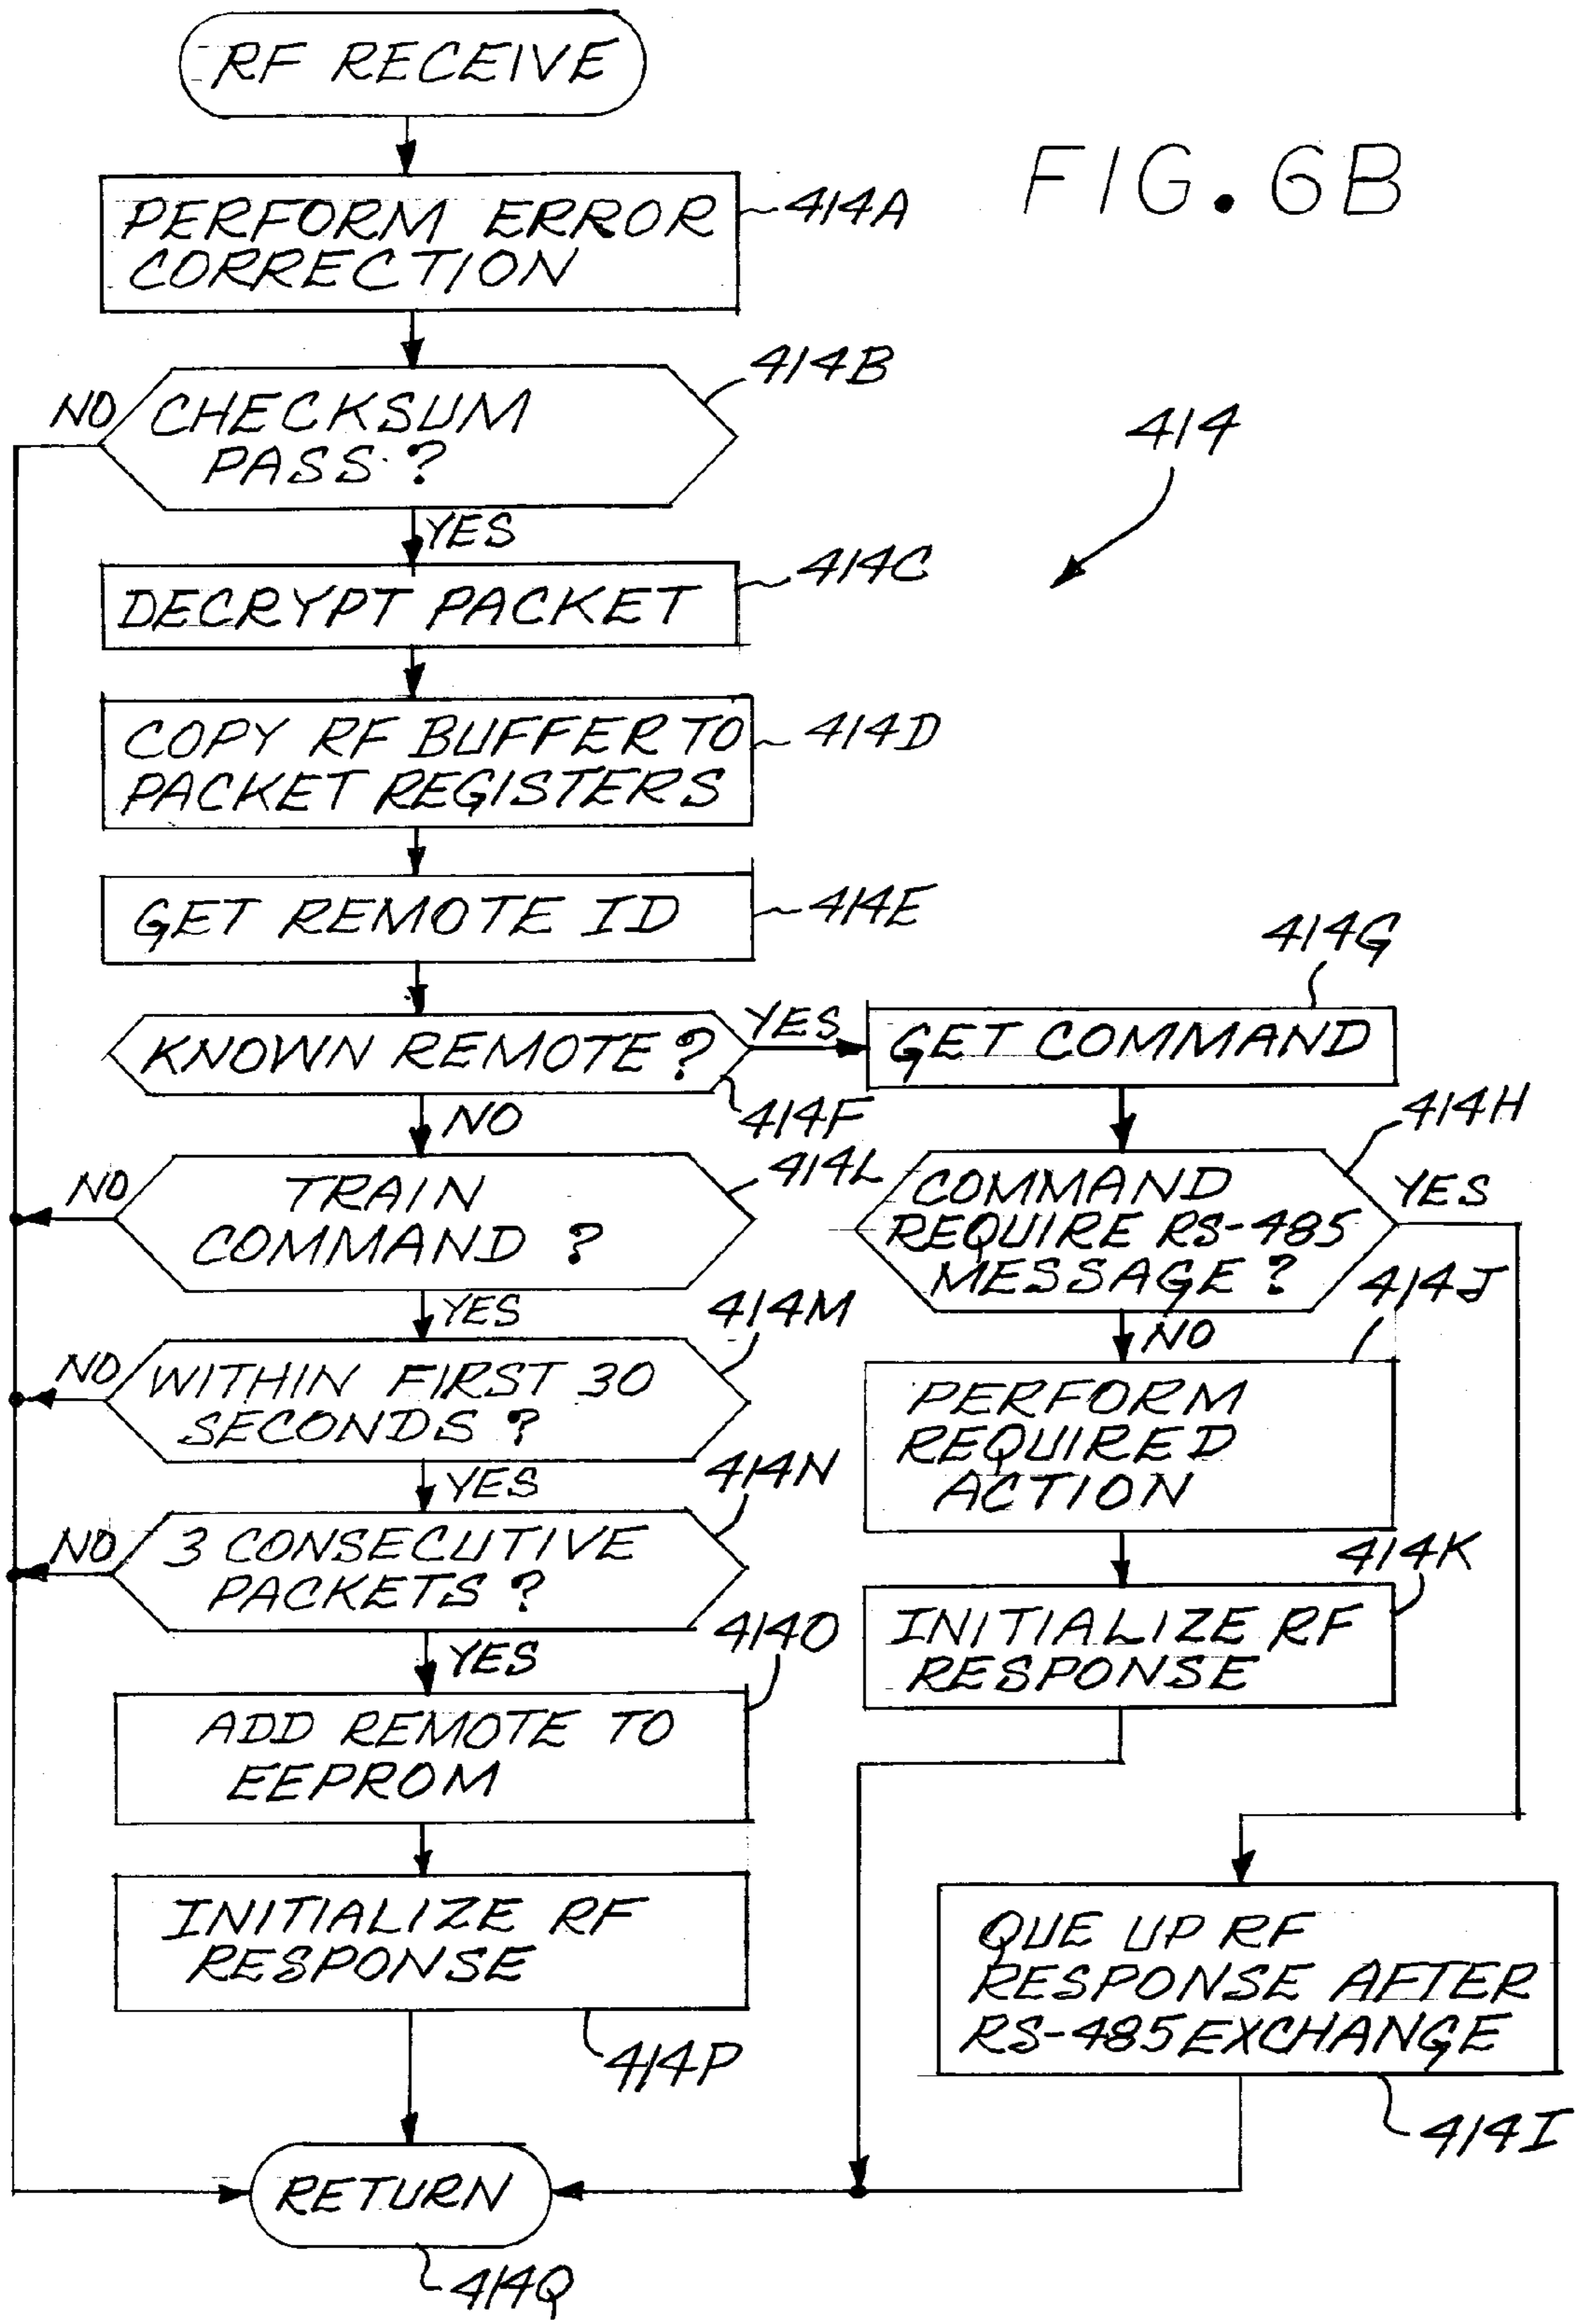 RF RECEIVE
FIG. 6B
PERFORM ERROR
CORRECTION
414A
414B
NO
CHECKSUM
PASS?
414
YES
414C
DECRYPT PACKET
COPY RF BUFFER TO
PACKET REGISTERS
414D
GET REMOTE ID
414E
414G
KNOWN REMOTE?
YES
GET COMMAND
414F
NO
414H
414L
NO
TRAIN
COMMAND ?
COMMAND
REQUIRE RS-485
MESSAGE ?
YES
414J
YES
414M
NO
NO
WITHIN FIRST 30
SECONDS ?
PERFORM
REQUIRED
ACTION
YES
414N
NO
3 CONSECUTIVE
PACKETS ?
414K
INITIALIZE RF
RESPONSE
YES
414O
ADD REMOTE TO
EEPROM
INITIALIZE RF
RESPONSE
414P
QUE UP RF
RESPONSE AFTER
RS-485 EXCHANGE
414I
RETURN
414Q